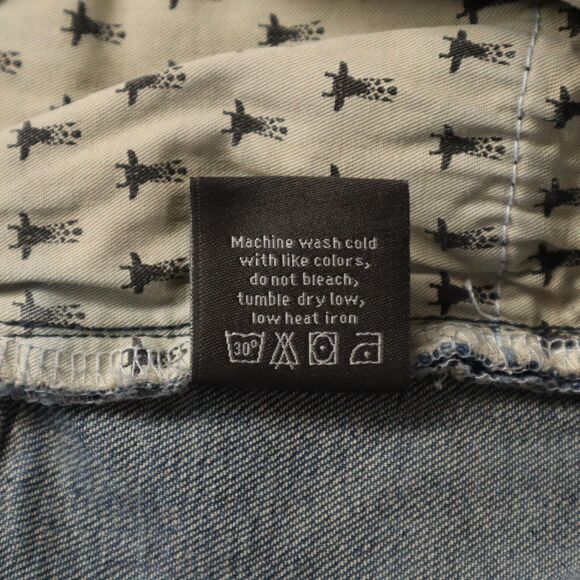 Machine wash cold
with like colors,
do not bleach,
tumble dry low,
low heat iron
30°